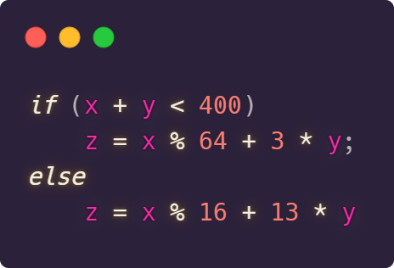 if (x + y < 400)
    z = x % 64 + 3 * y;
else
    z = x % 16 + 13 * y